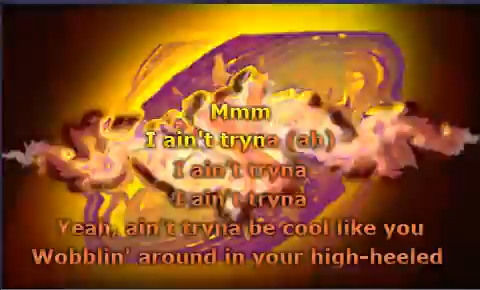 Mmm
I ain't tryna (ah)
I ain't tryna
I ain't tryna
Yeah, ain't tryna be cool like you
Wobblin' around in your high-heeled